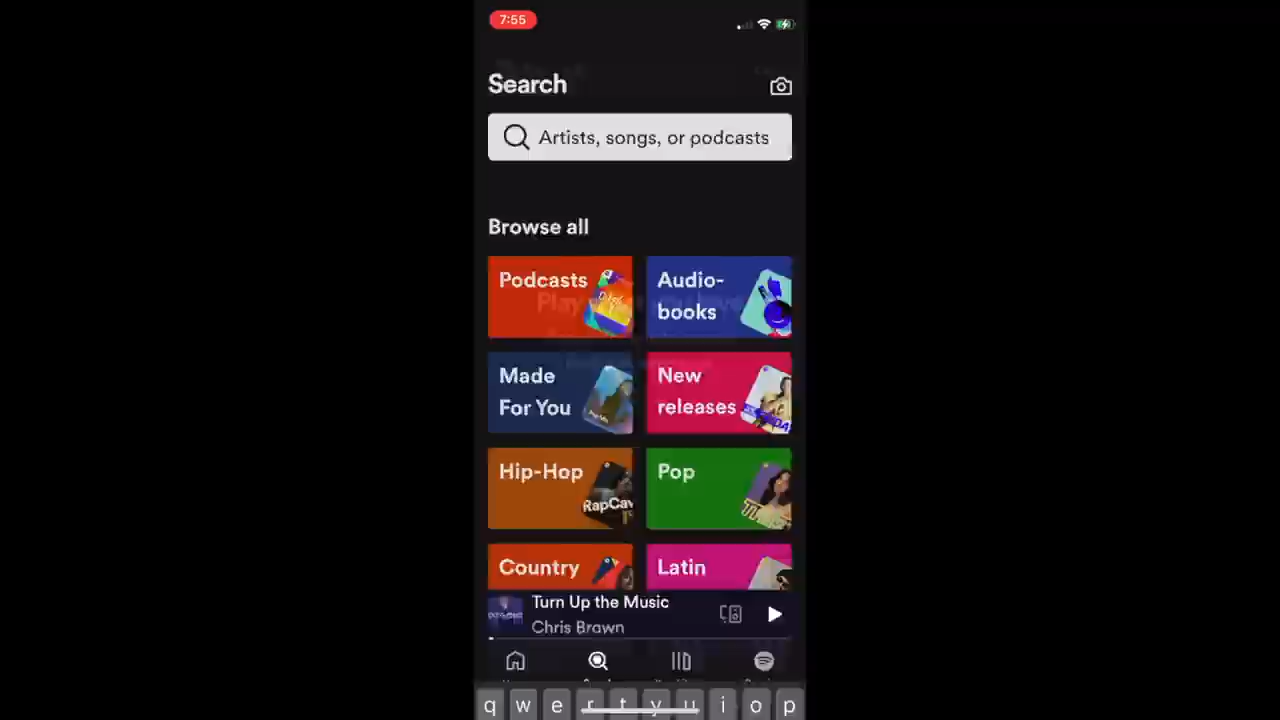 7:55
Search
Artists, songs, or podcasts
Browse all
Podcasts
Audio-
books
Made
For You
New
releases
Hip-Hop
RapCav
Pop
Country
Latin
Turn Up the Music
Chris Brown
q w e r t y u i o p